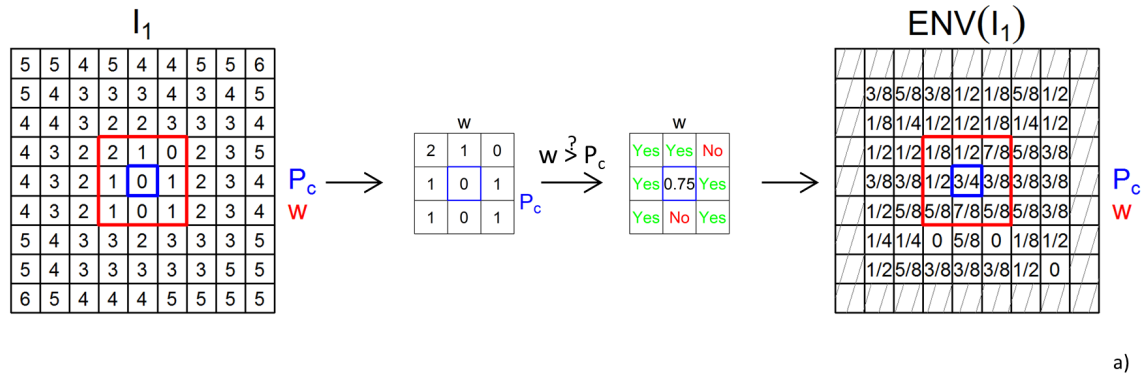 I1 ENV(I1)
5 5 4 5 4 4 5 5 6
5 4 3 3 3 4 3 4 5 3/8 5/8 3/8 1/2 1/8 5/8 1/2
4 4 3 2 2 3 3 3 4 w w 1/8 1/4 1/2 1/2 1/8 1/4 1/2
4 3 2 2 1 0 2 3 5 2 1 0 w >? Pc Yes Yes No 1/2 1/2 1/8 1/2 7/8 5/8 3/8
4 3 2 1 0 1 2 3 4 Pc 1 0 1 Pc Yes 0.75 Yes 3/8 3/8 1/2 3/4 3/8 3/8 3/8 Pc
4 3 2 1 0 1 2 3 4 w 1 0 1 Yes No Yes 1/2 5/8 5/8 7/8 5/8 5/8 3/8 w
5 4 3 3 2 3 3 3 5 1/4 1/4 0 5/8 0 1/8 1/2
5 4 3 3 3 3 3 5 5 1/2 5/8 3/8 3/8 3/8 1/2 0
6 5 4 4 4 5 5 5 5
a)